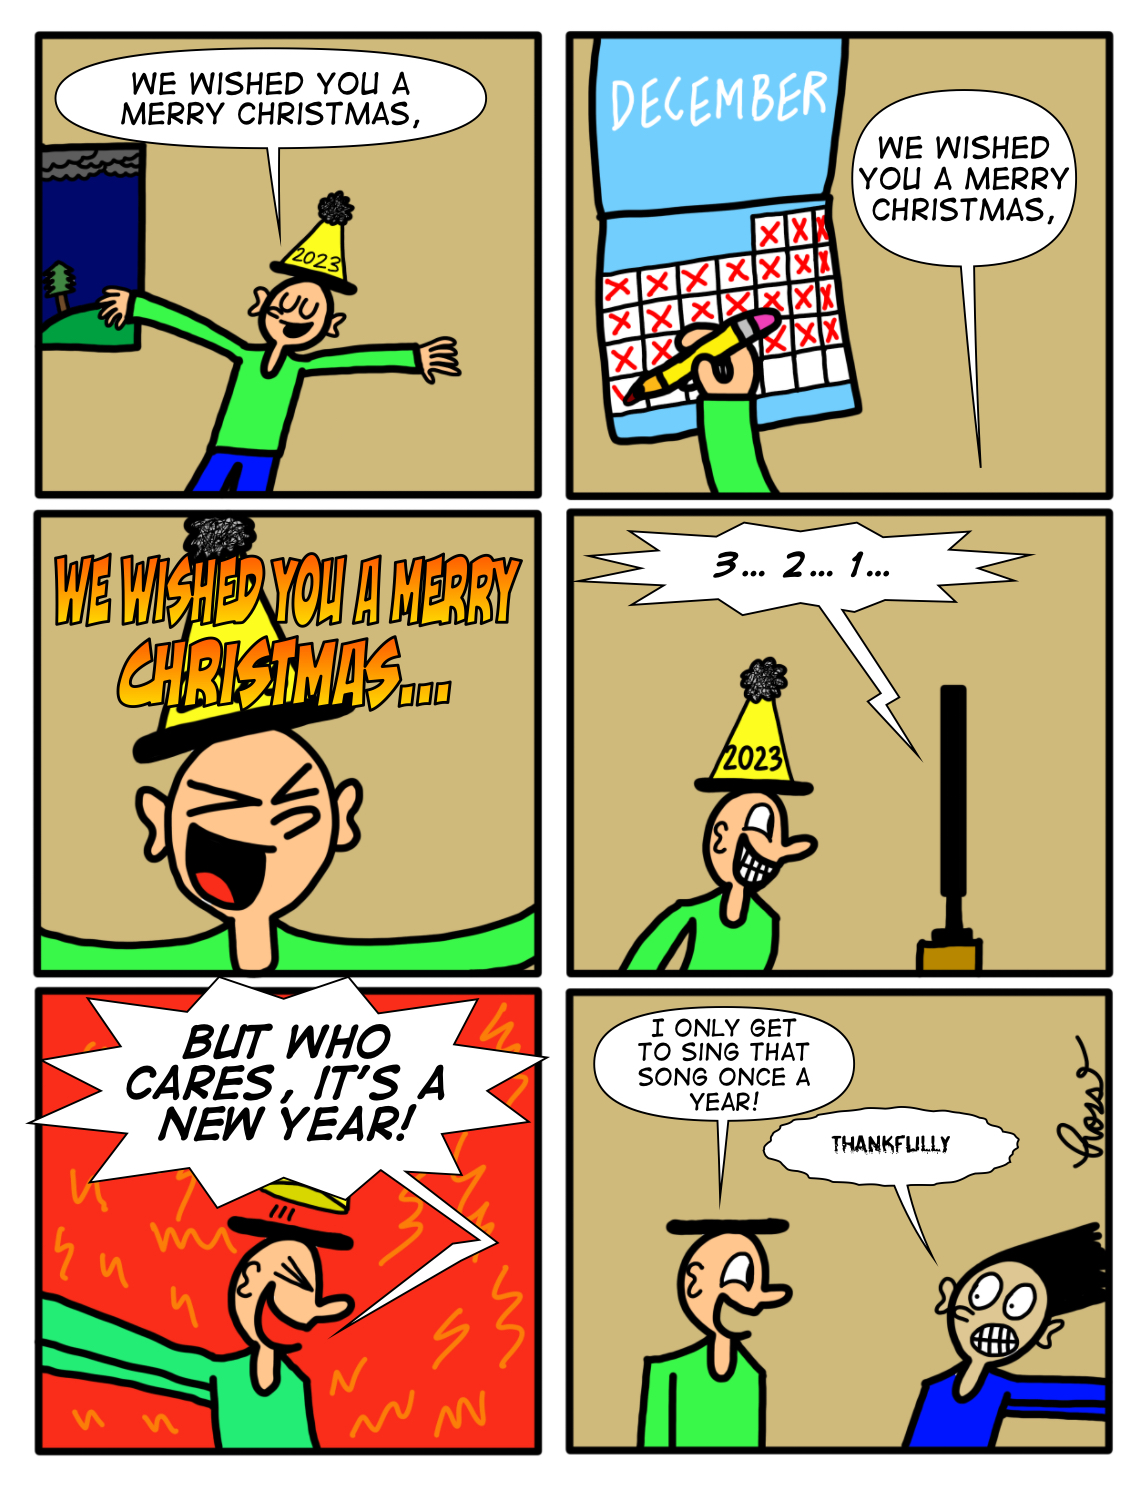 WE WISHED YOU A
MERRY CHRISTMAS,
2023
DECEMBER
WE WISHED
YOU A MERRY
CHRISTMAS,
WE WISHED YOU A MERRY
CHRISTMAS...
3... 2... 1...
2023
BUT WHO
CARES, IT'S A
NEW YEAR!
I ONLY GET
TO SING THAT
SONG ONCE A
YEAR!
THANKFULLY